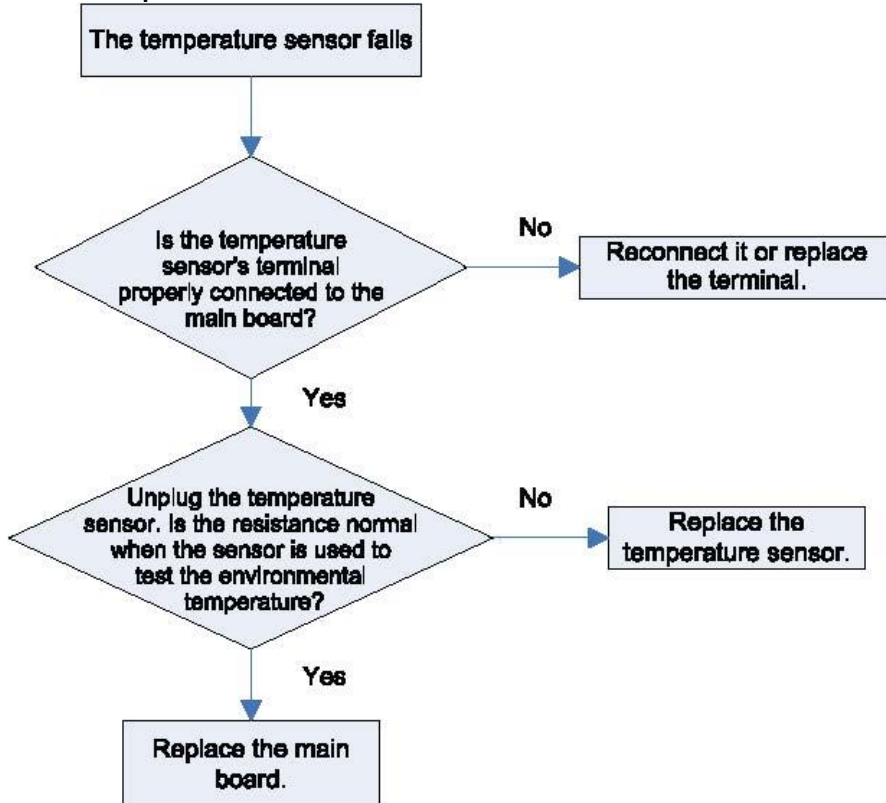 The temperature sensor fails
Is the temperature
sensor's terminal
properly connected to the
main board?
No
Reconnect it or replace
the terminal.
Yes
Unplug the temperature
sensor. Is the resistance normal
when the sensor is used to
test the environmental
temperature?
No
Replace the
temperature sensor.
Yes
Replace the main
board.